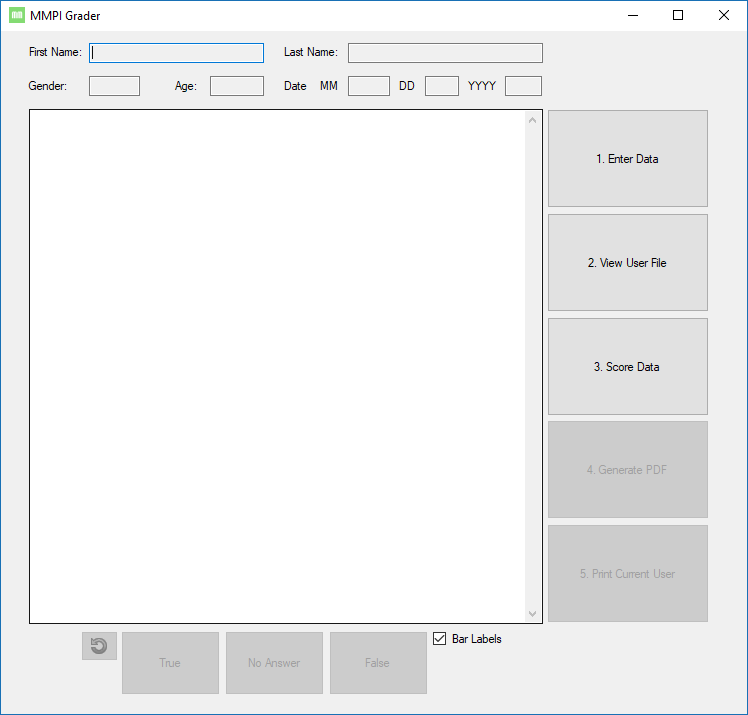 MMPI Grader
First Name: Last Name:
Gender: Age: Date MM DD YYYY
1. Enter Data
2. View User File
3. Score Data
4. Generate PDF
5. Print Current User
True No Answer False Bar Labels